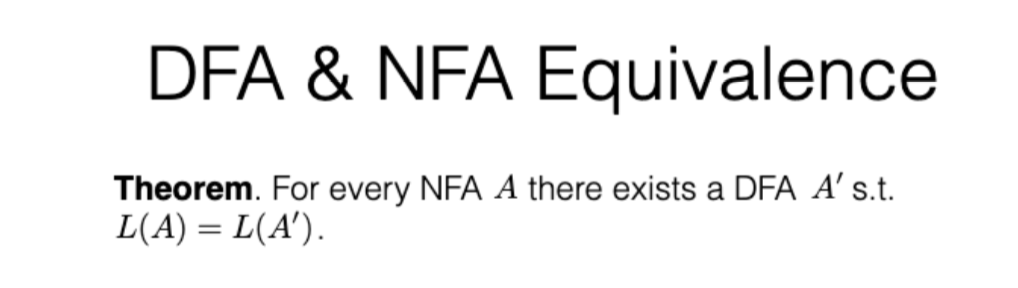 DFA & NFA Equivalence
Theorem. For every NFA A there exists a DFA A′ s.t.
L(A) = L(A′).